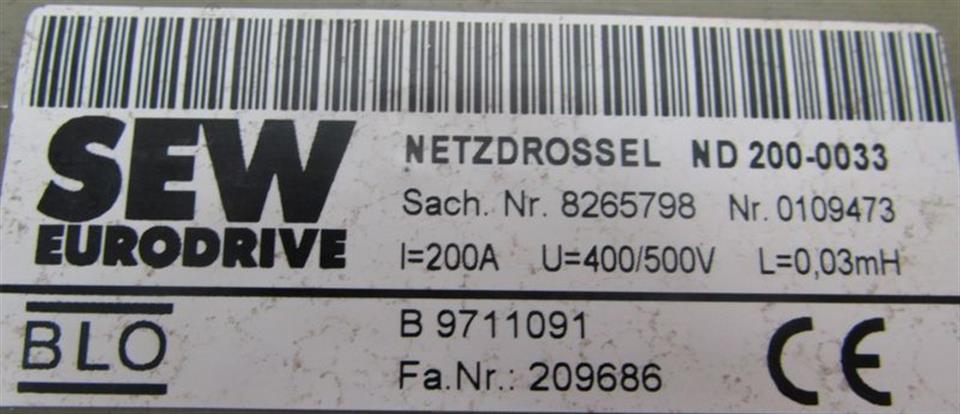 SEW
EURODRIVE
NETZDROSSEL ND 200-0033
Sach. Nr. 8265798 Nr. 0109473
I=200A U=400/500V L=0,03mH
BLO
B 9711091
Fa.Nr.: 209686
CE